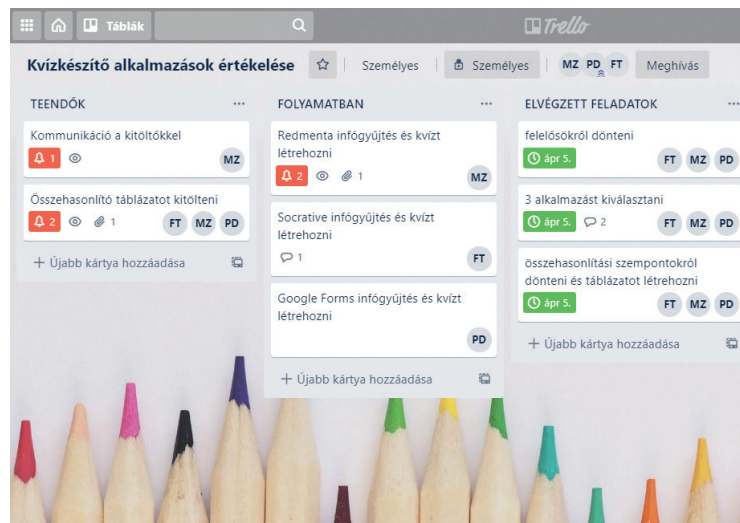 Táblák
Trello
Kvízkészítő alkalmazások értékelése
Személyes
Személyes
MZ PD FT
Meghívás
TEENDŐK
Kommunikáció a kitöltőkkel
1
MZ
Összehasonlító táblázatot kitölteni
2 1 FT MZ PD
+ Újabb kártya hozzáadása
FOLYAMATBAN
Redmenta infógyűjtés és kvízt
létrehozni
2 1
MZ
Socrative infógyűjtés és kvízt
létrehozni
1
FT
Google Forms infógyűjtés és kvízt
létrehozni
PD
+ Újabb kártya hozzáadása
ELVÉGZETT FELADATOK
felelősökről dönteni
ápr 5. FT MZ PD
3 alkalmazást kiválasztani
ápr 5. 2 FT MZ PD
összehasonlítási szempontokról
dönteni és táblázatot létrehozni
ápr 5. FT MZ PD
+ Újabb kártya hozzáadása